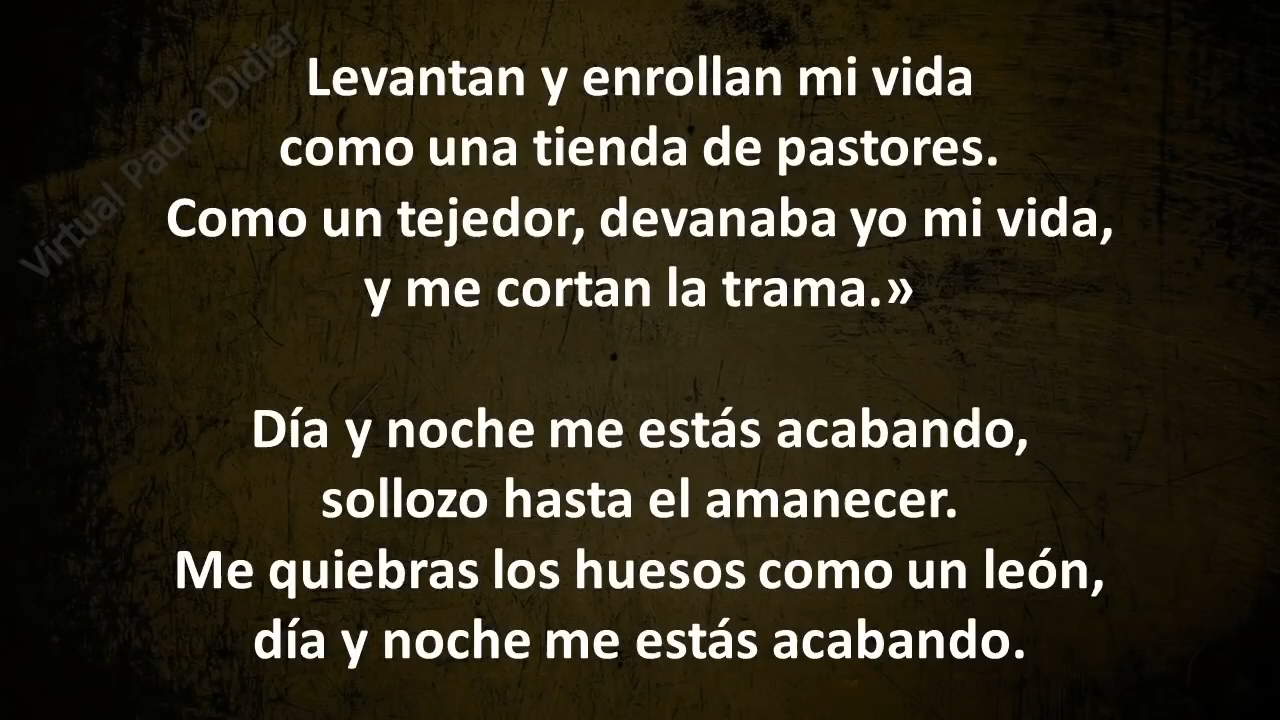 Virtual Padre Didier
Levantan y enrollan mi vida
como una tienda de pastores.
Como un tejedor, devanaba yo mi vida,
y me cortan la trama.»
Día y noche me estás acabando,
sollozo hasta el amanecer.
Me quiebras los huesos como un león,
día y noche me estás acabando.